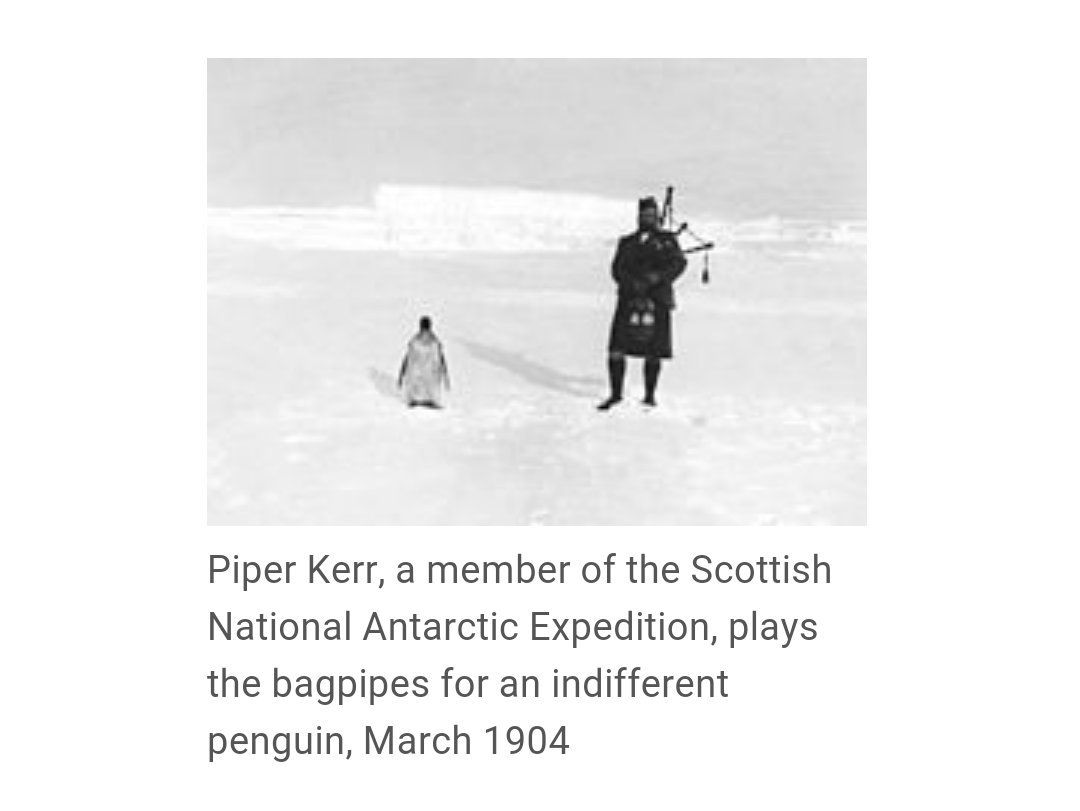 Piper Kerr, a member of the Scottish
National Antarctic Expedition, plays
the bagpipes for an indifferent
penguin, March 1904